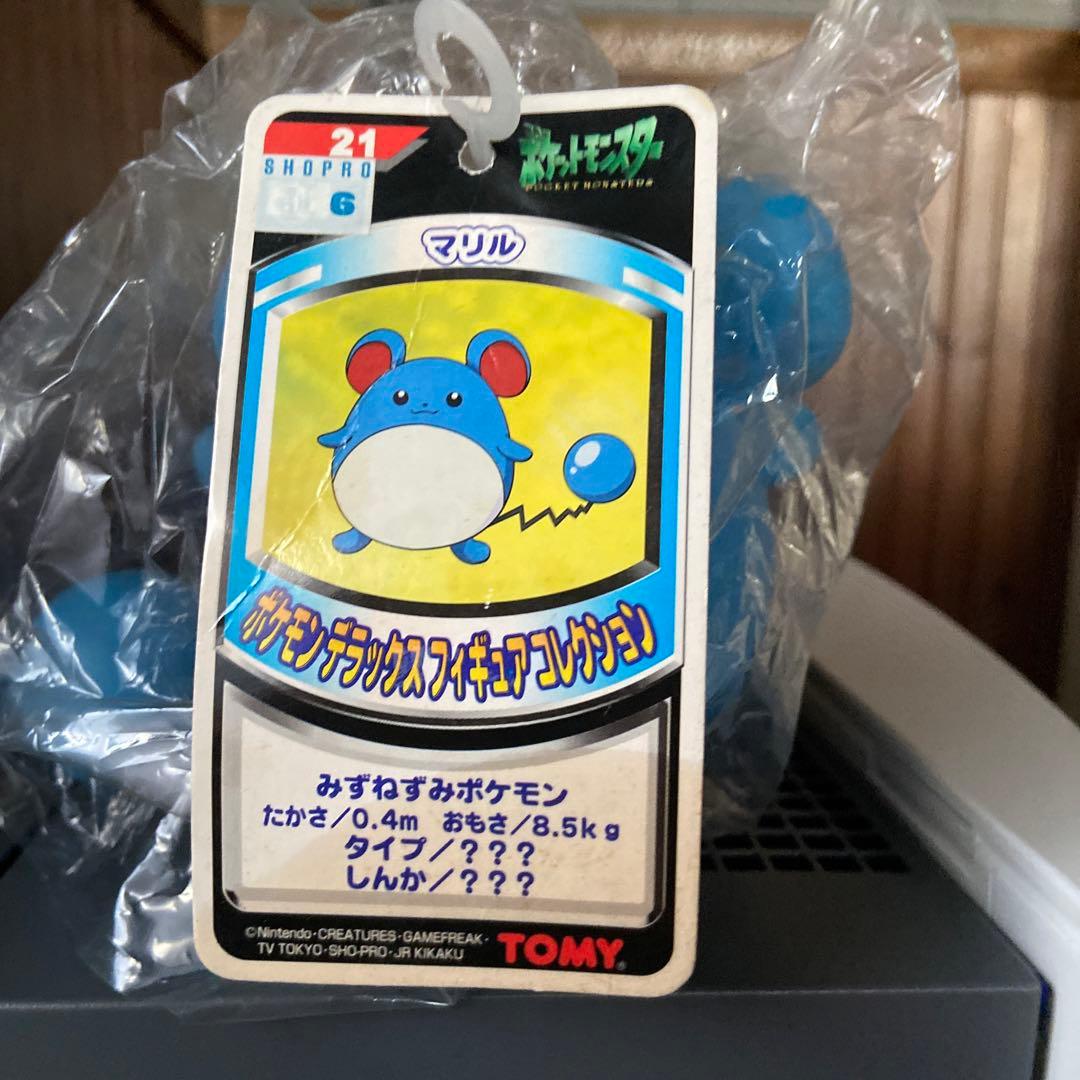 21
SHOPRO
6
ポケットモンスター
POCKET MONSTERS
マリル
ポケモンデラックスフィギュアコレクション
みずねずみポケモン
たかさ/0.4m おもさ/8.5kg
タイプ/???
しんか/???
©Nintendo・CREATURES・GAMEFREAK・
TV TOKYO・SHO-PRO・JR KIKAKU
TOMY®